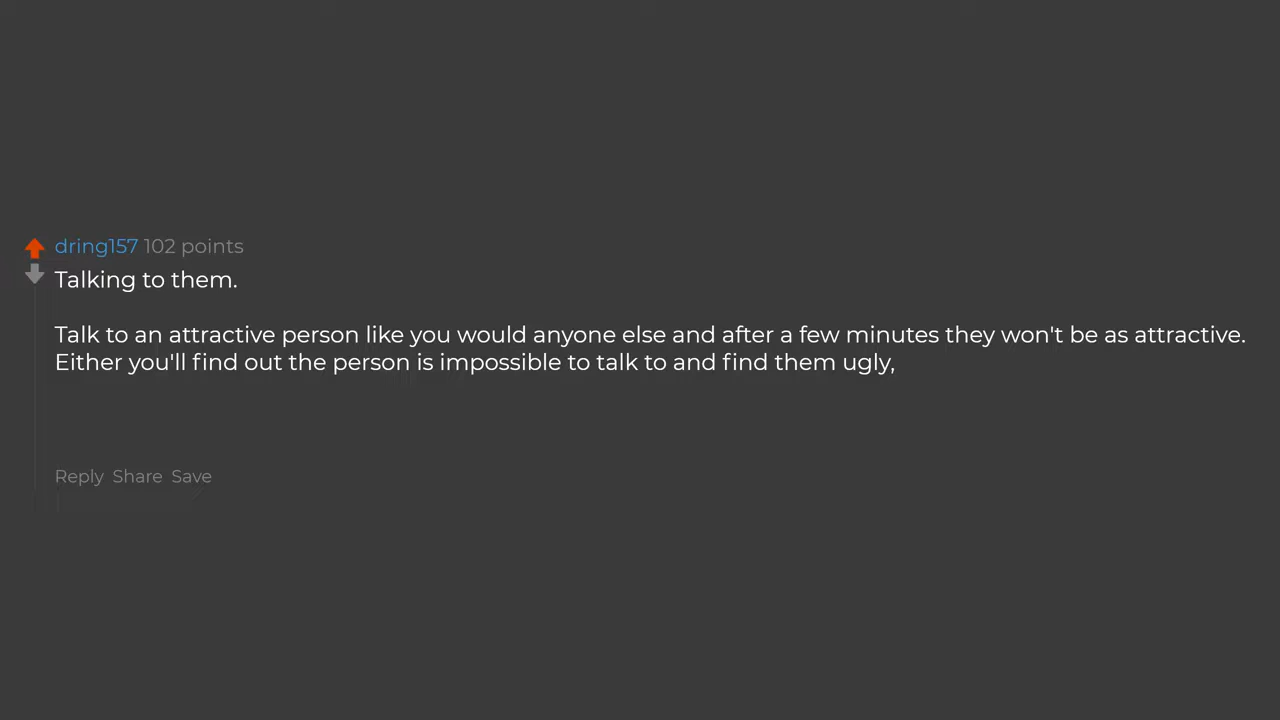 dring157 102 points
Talking to them.
Talk to an attractive person like you would anyone else and after a few minutes they won't be as attractive.
Either you'll find out the person is impossible to talk to and find them ugly,
Reply Share Save